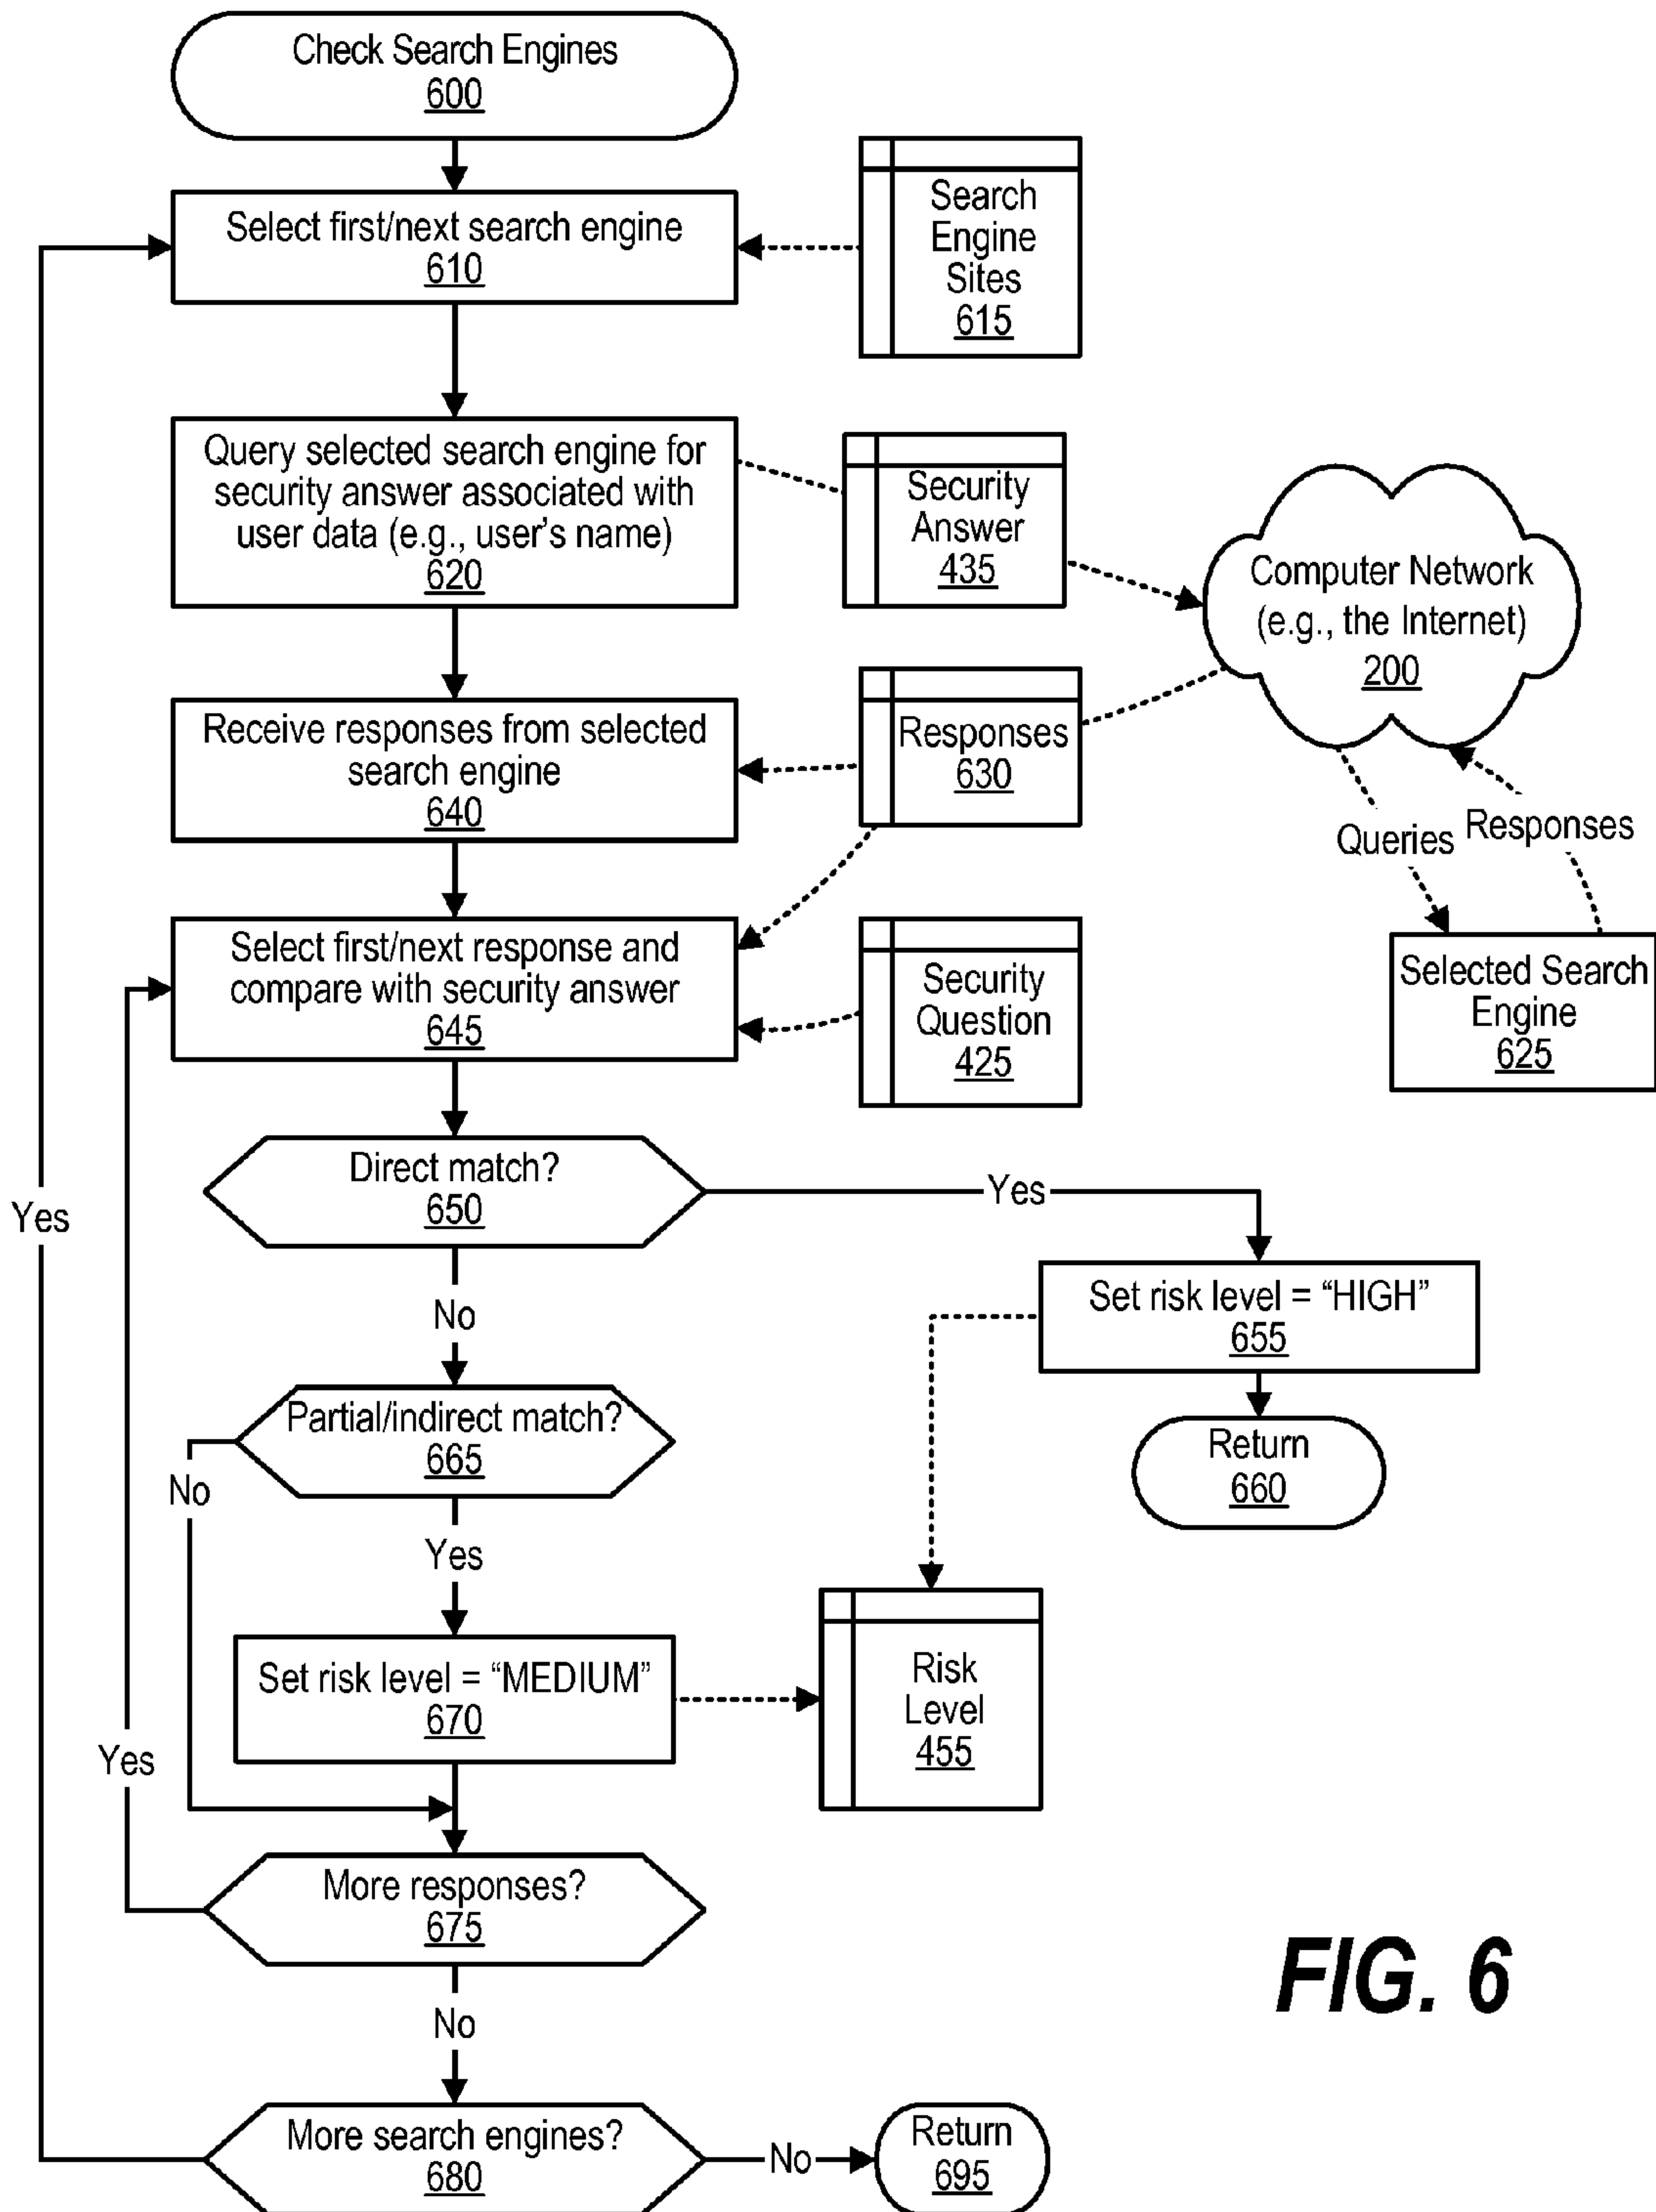 Check Search Engines
600
Select first/next search engine
610
Search
Engine
Sites
615
Query selected search engine for
security answer associated with
user data (e.g., user's name)
620
Security
Answer
435
Computer Network
(e.g., the Internet)
200
Receive responses from selected
search engine
640
Responses
630
Queries
Responses
Select first/next response and
compare with security answer
645
Security
Question
425
Selected Search
Engine
625
Direct match?
650
Yes
Yes
No
Set risk level = “HIGH”
655
Partial/indirect match?
665
No
Return
660
Yes
Set risk level = “MEDIUM”
670
Risk
Level
455
Yes
More responses?
675
No
More search engines?
680
No
Return
695
FIG. 6